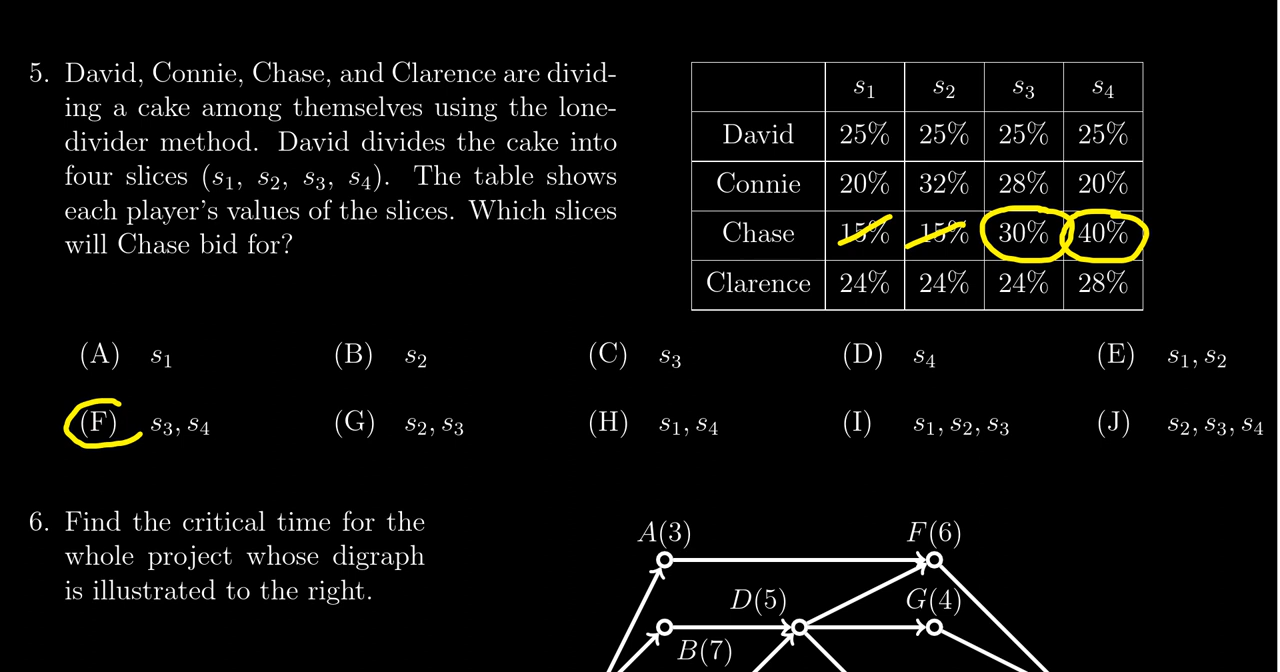 5. David, Connie, Chase, and Clarence are divid-
ing a cake among themselves using the lone-
divider method. David divides the cake into
four slices (s₁, s₂, s₃, s₄). The table shows
each player's values of the slices. Which slices
will Chase bid for?
s₁ s₂ s₃ s₄
David 25% 25% 25% 25%
Connie 20% 32% 28% 20%
Chase 15% 15% 30% 40%
Clarence 24% 24% 24% 28%
(A) s₁ (B) s₂ (C) s₃ (D) s₄ (E) s₁, s₂
(F) s₃, s₄ (G) s₂, s₃ (H) s₁, s₄ (I) s₁, s₂, s₃ (J) s₂, s₃, s₄
6. Find the critical time for the
whole project whose digraph
is illustrated to the right.
A(3) F(6)
D(5) G(4)
B(7)